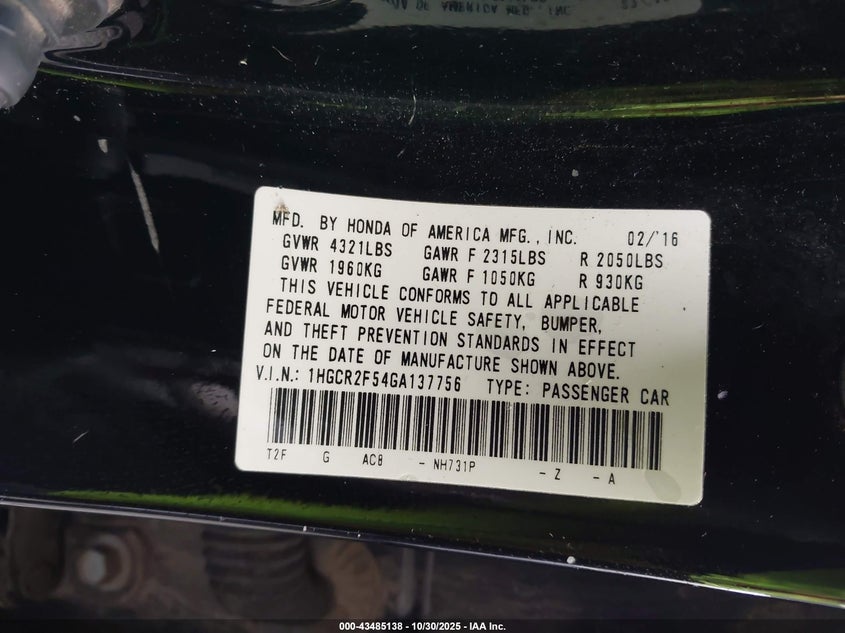 MFD. BY HONDA OF AMERICA MFG., INC. 02/'16
GVWR 4321LBS GAWR F 2315LBS R 2050LBS
GVWR 1960KG GAWR F 1050KG R 930KG
THIS VEHICLE CONFORMS TO ALL APPLICABLE
FEDERAL MOTOR VEHICLE SAFETY, BUMPER,
AND THEFT PREVENTION STANDARDS IN EFFECT
ON THE DATE OF MANUFACTURE SHOWN ABOVE.
V.I.N.: 1HGCR2F54GA137756 TYPE: PASSENGER CAR
T2F G ACB - NH731P - Z - A
000-43485138 - 10/30/2025 - IAA Inc.